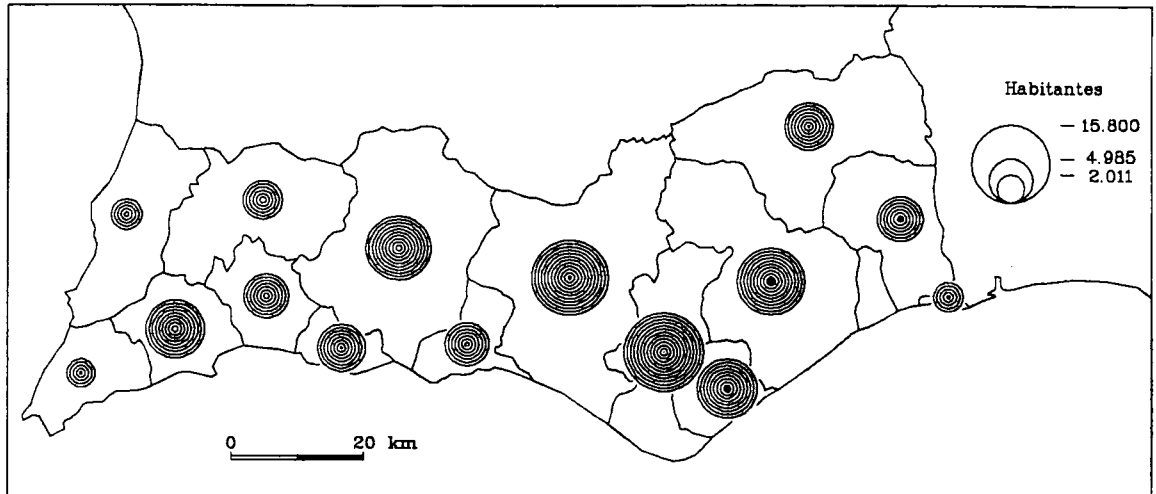 Habitantes
— 15.800
— 4.985
— 2.011
0 20 km